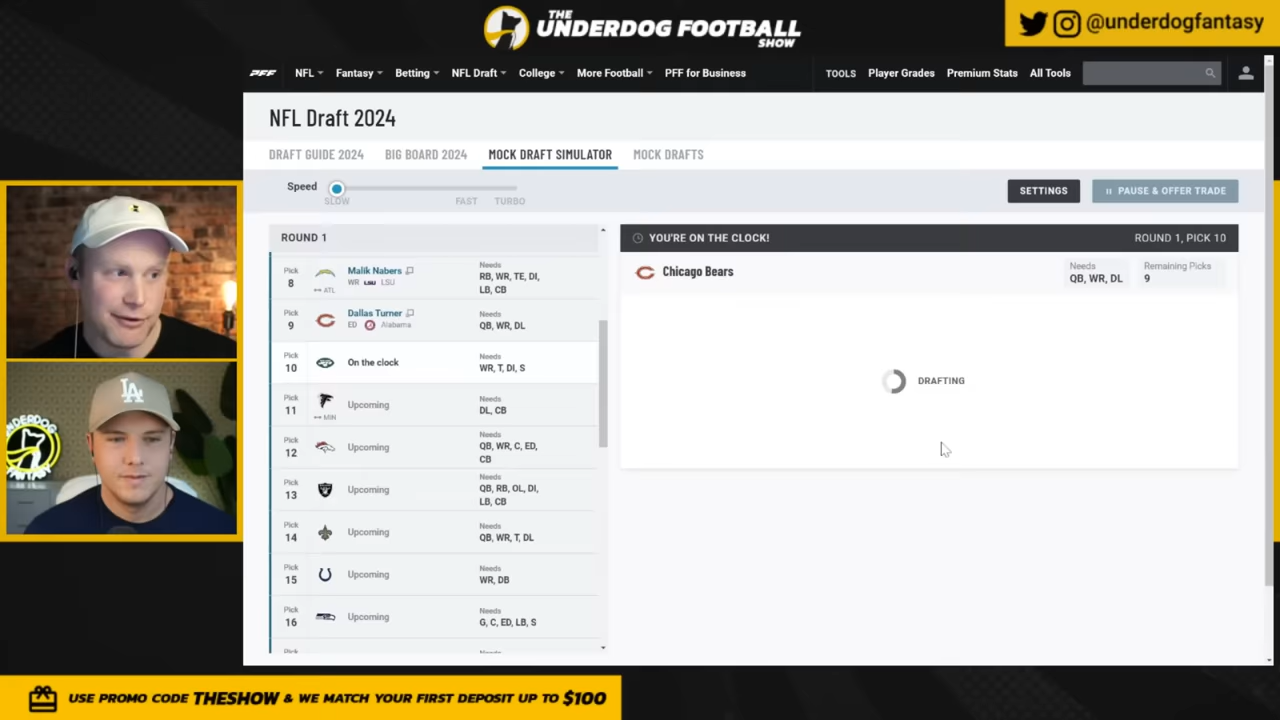 THE
UNDERDOG FOOTBALL
SHOW
@underdogfantasy
PFF NFL Fantasy Betting NFL Draft College More Football PFF for Business TOOLS Player Grades Premium Stats All Tools
NFL Draft 2024
DRAFT GUIDE 2024 BIG BOARD 2024 MOCK DRAFT SIMULATOR MOCK DRAFTS
Speed
SLOW FAST TURBO
SETTINGS PAUSE & OFFER TRADE
ROUND 1
Pick 8 ATL Malik Nabers WR LSU LSU Needs RB, WR, TE, DI, LB, CB
Pick 9 Dallas Turner ED Alabama Needs QB, WR, DL
Pick 10 On the clock Needs WR, T, DI, S
Pick 11 MIN Upcoming Needs DL, CB
Pick 12 Upcoming Needs QB, WR, C, ED, CB
Pick 13 Upcoming Needs QB, RB, OL, DI, LB, CB
Pick 14 Upcoming Needs QB, WR, T, DL
Pick 15 Upcoming Needs WR, DB
Pick 16 Upcoming Needs G, C, ED, LB, S
YOU'RE ON THE CLOCK! ROUND 1, PICK 10
Chicago Bears Needs QB, WR, DL Remaining Picks 9
DRAFTING
LA
UNDERDOG
FANTASY
USE PROMO CODE THESHOW & WE MATCH YOUR FIRST DEPOSIT UP TO $100